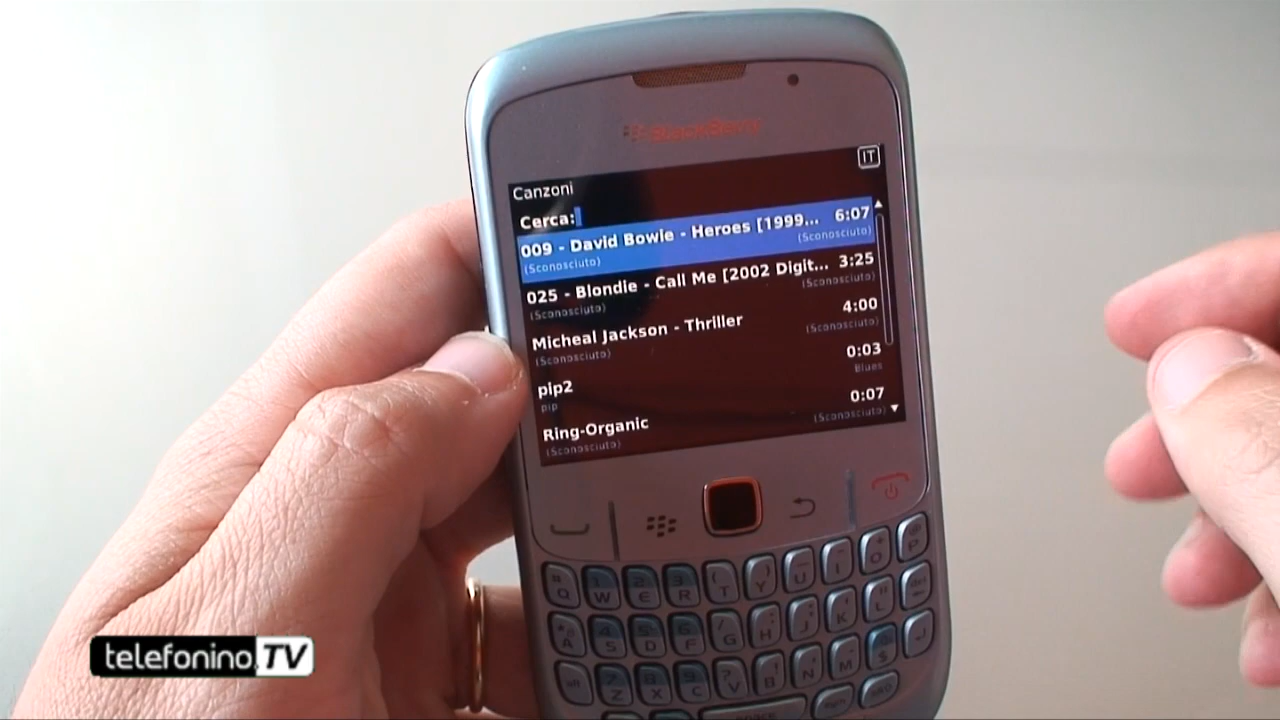 BlackBerry
IT
Canzoni
Cerca:
009 - David Bowie - Heroes [1999... 6:07
(Sconosciuto) (Sconosciuto)
025 - Blondie - Call Me [2002 Digit... 3:25
(Sconosciuto) (Sconosciuto)
Micheal Jackson - Thriller 4:00
(Sconosciuto) (Sconosciuto)
pip2 0:03
pip Blues
Ring-Organic 0:07
(Sconosciuto) (Sconosciuto)
Q W E R T Y U I O P
A S D F G H J K L
Z X C V B N M $
space
telefonino.TV